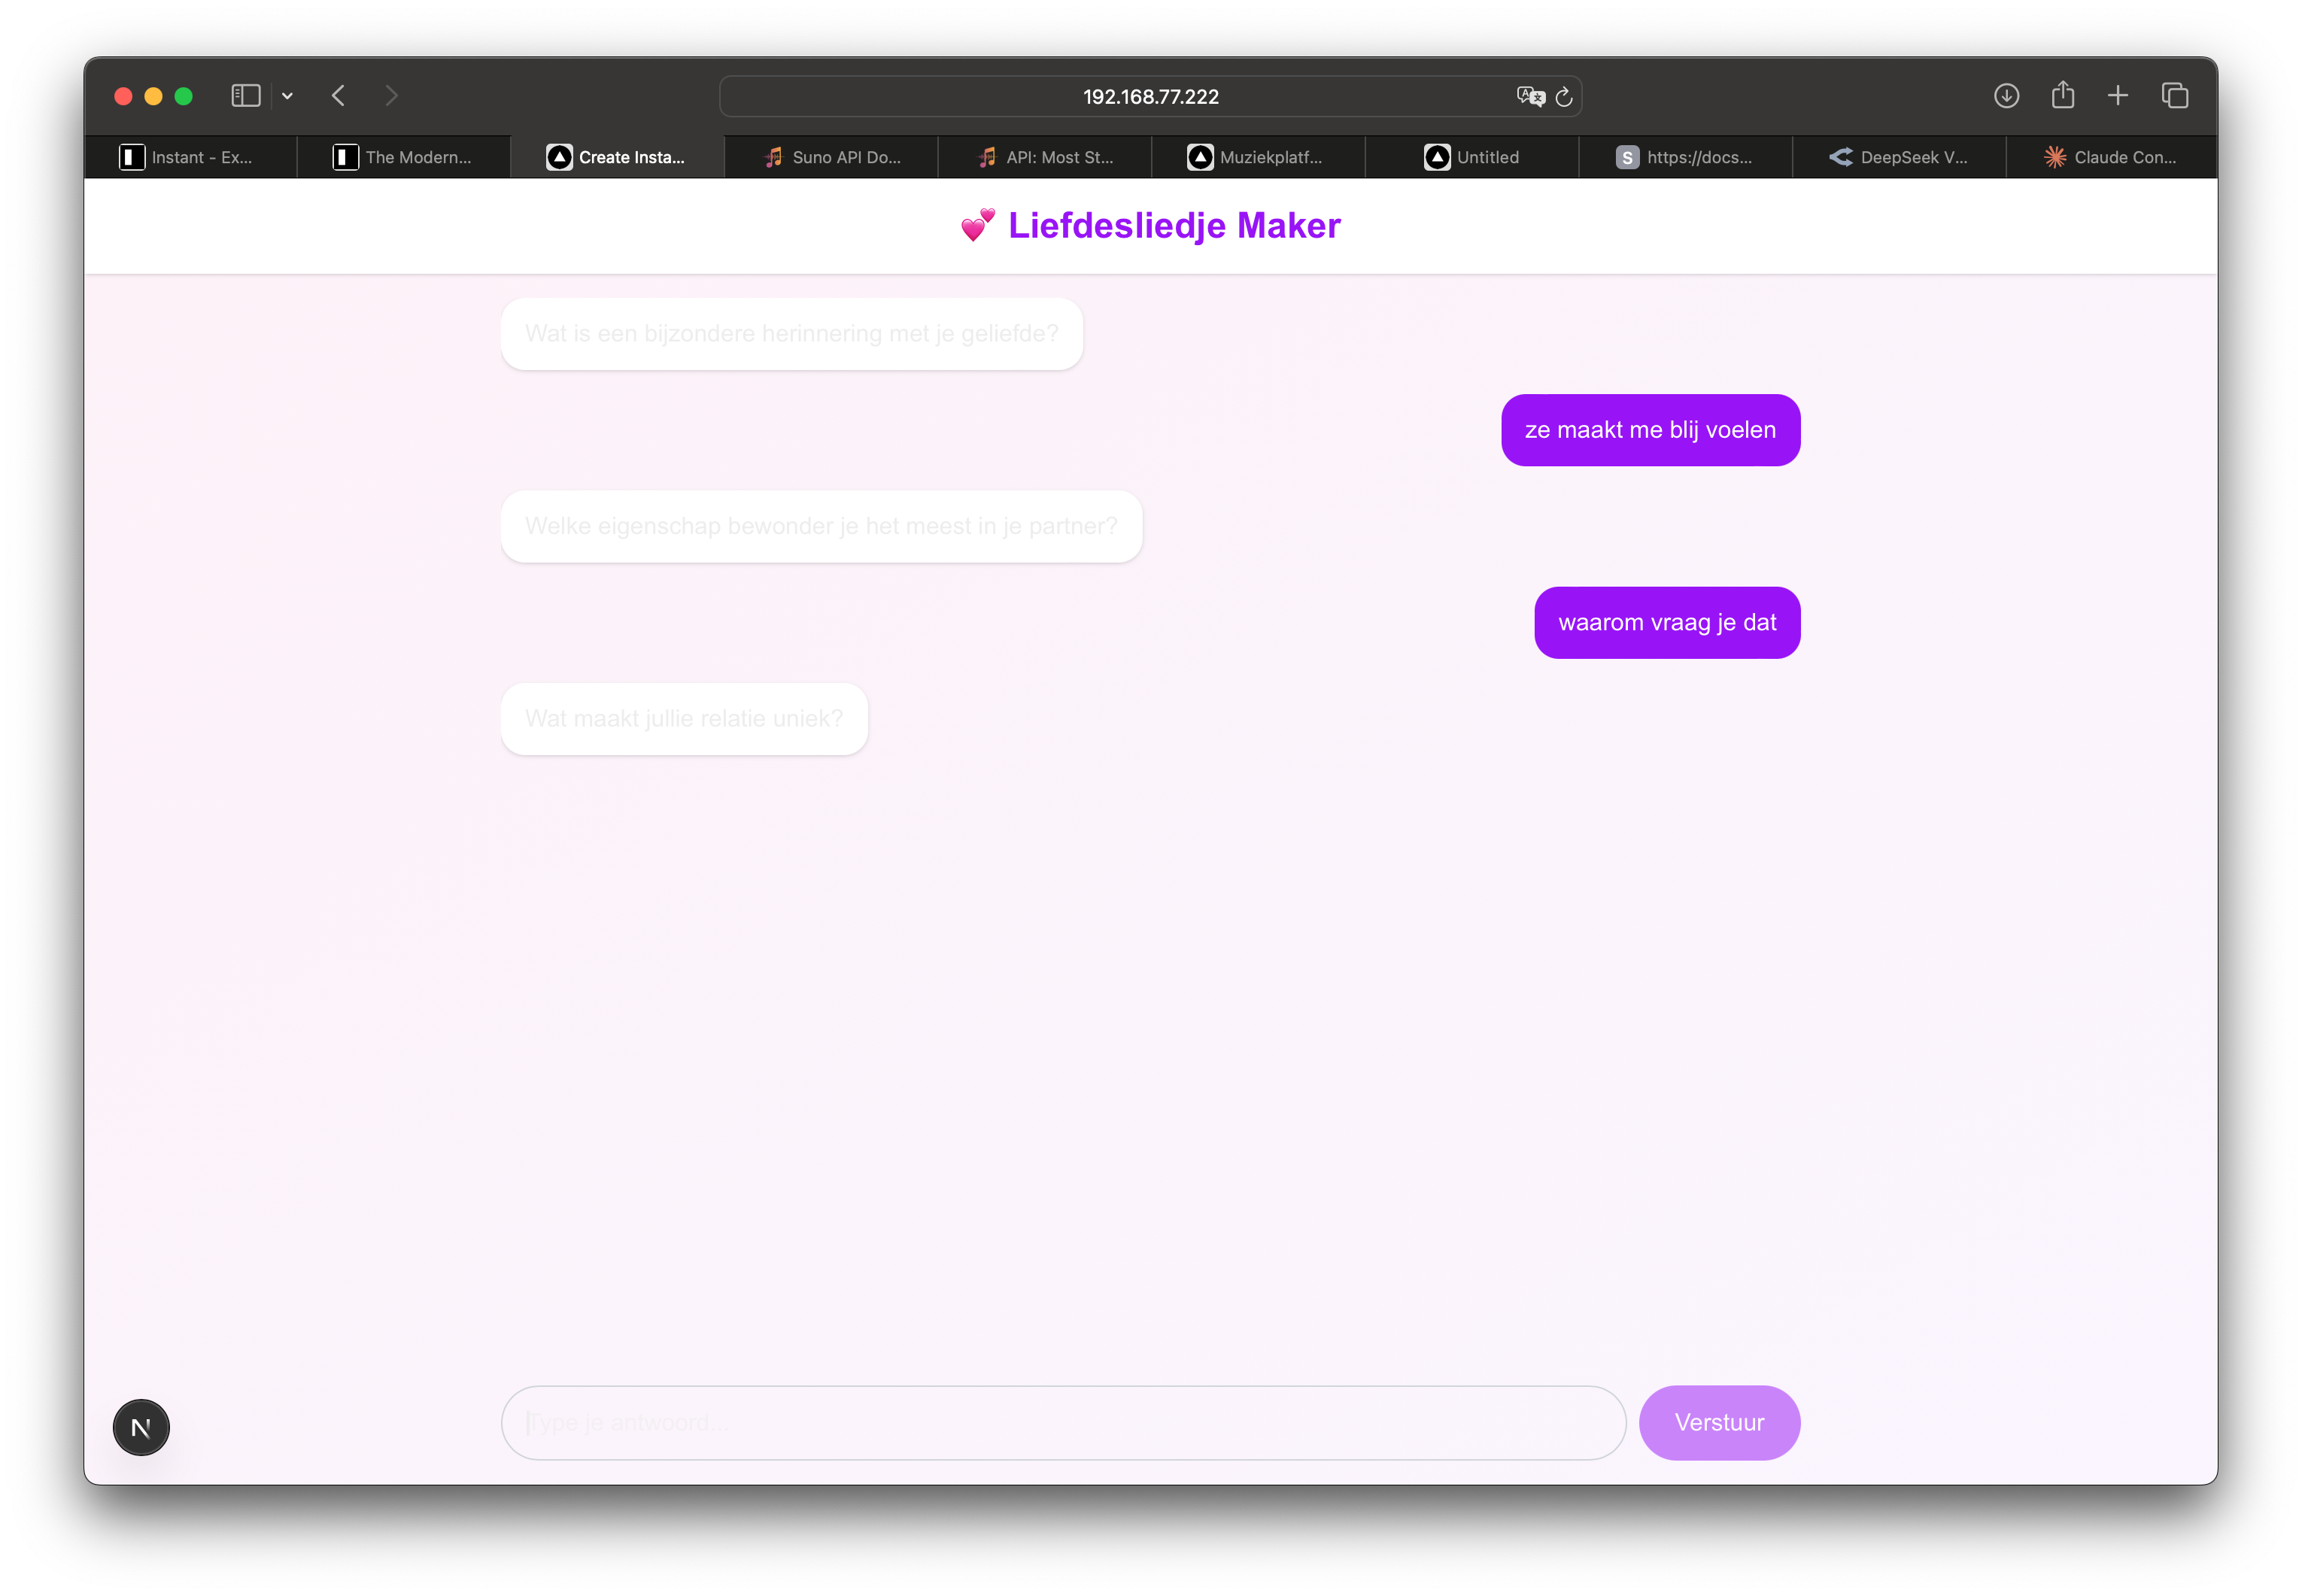 192.168.77.222
Instant - Ex...
The Modern...
Create Insta...
Suno API Do...
API: Most St...
Muziekplatf...
Untitled
S https://docs...
DeepSeek V...
Claude Con...
💕 Liefdesliedje Maker
Wat is een bijzondere herinnering met je geliefde?
ze maakt me blij voelen
Welke eigenschap bewonder je het meest in je partner?
waarom vraag je dat
Wat maakt jullie relatie uniek?
Type je antwoord...
Verstuur
N